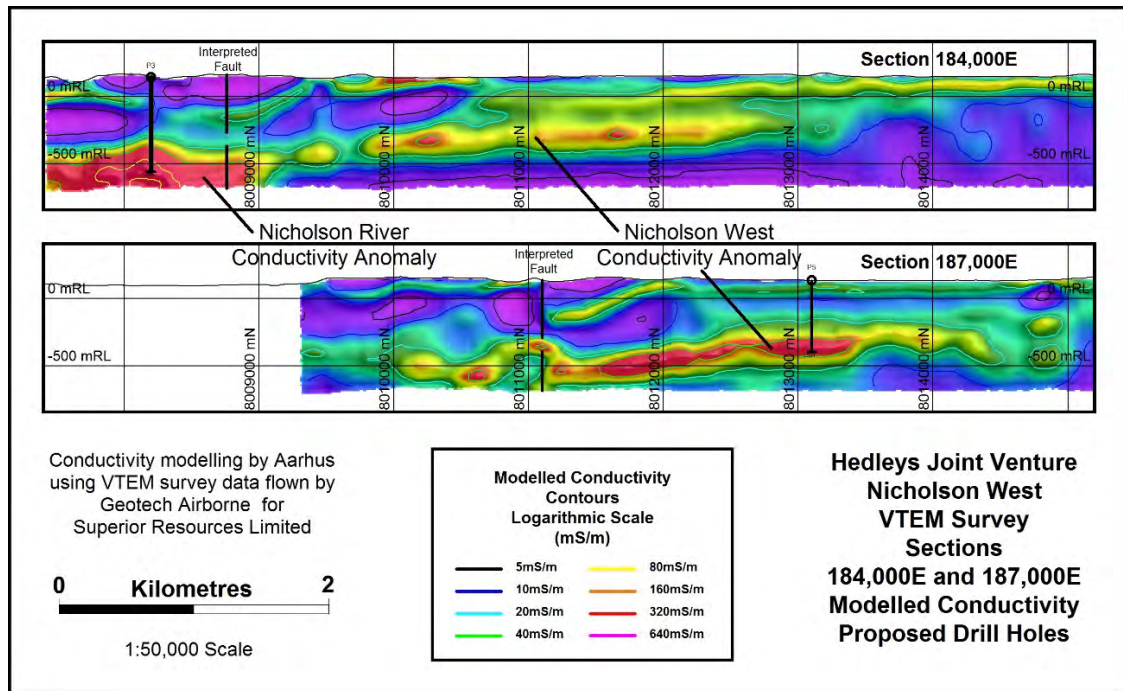 Section 184,000E
Interpreted
Fault
P3
0 mRL
0 mRL
-500 mRL
-500 mRL
8009000 mN
8010000 mN
8011000 mN
8012000 mN
8013000 mN
8014000 mN
Nicholson River
Conductivity Anomaly
Nicholson West
Conductivity Anomaly
Section 187,000E
Interpreted
Fault
P5
0 mRL
0 mRL
-500 mRL
-500 mRL
8009000 mN
8010000 mN
8011000 mN
8012000 mN
8013000 mN
8014000 mN
Conductivity modelling by Aarhus
using VTEM survey data flown by
Geotech Airborne for
Superior Resources Limited
0 Kilometres 2
1:50,000 Scale
Modelled Conductivity
Contours
Logarithmic Scale
(mS/m)
5mS/m 80mS/m
10mS/m 160mS/m
20mS/m 320mS/m
40mS/m 640mS/m
Hedleys Joint Venture
Nicholson West
VTEM Survey
Sections
184,000E and 187,000E
Modelled Conductivity
Proposed Drill Holes